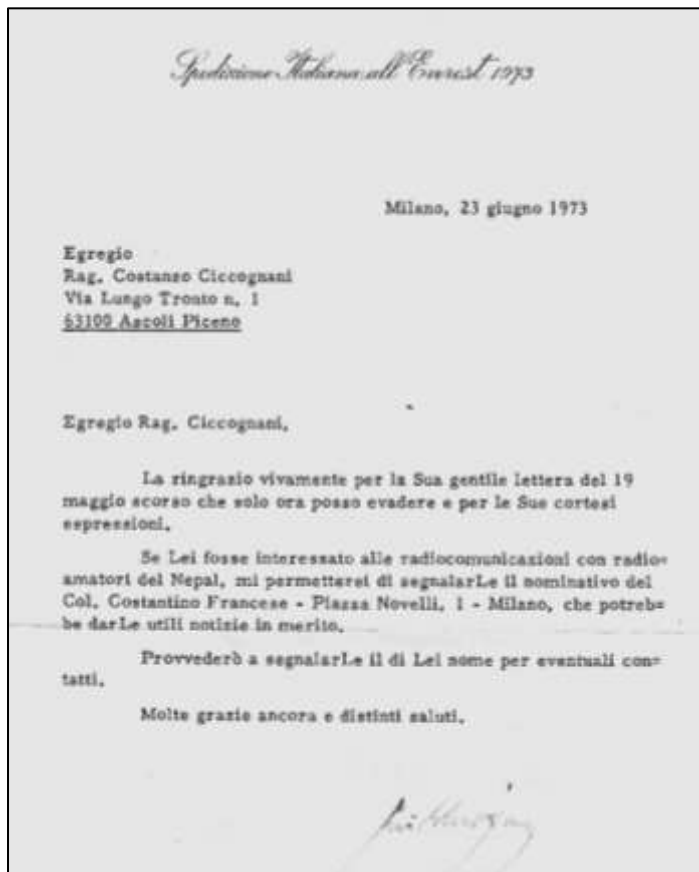 Spedizione Italiana all'Everest 1973
Milano, 23 giugno 1973
Egregio
Rag. Costanzo Ciccognani
Via Lungo Tronto n. 1
63100 Ascoli Piceno
Egregio Rag. Ciccognani,
La ringrazio vivamente per la Sua gentile lettera del 19
maggio scorso che solo ora posso evadere e per le Sue cortesi
espressioni.
Se Lei fosse interessato alle radiocomunicazioni con radio=
amatori del Nepal, mi permetterei di segnalarLe il nominativo del
Col. Costantino Francese - Piazza Novelli, 1 - Milano, che potreb=
be darLe utili notizie in merito.
Provvederò a segnalarLe il di Lei nome per eventuali con=
tatti.
Molte grazie ancora e distinti saluti.